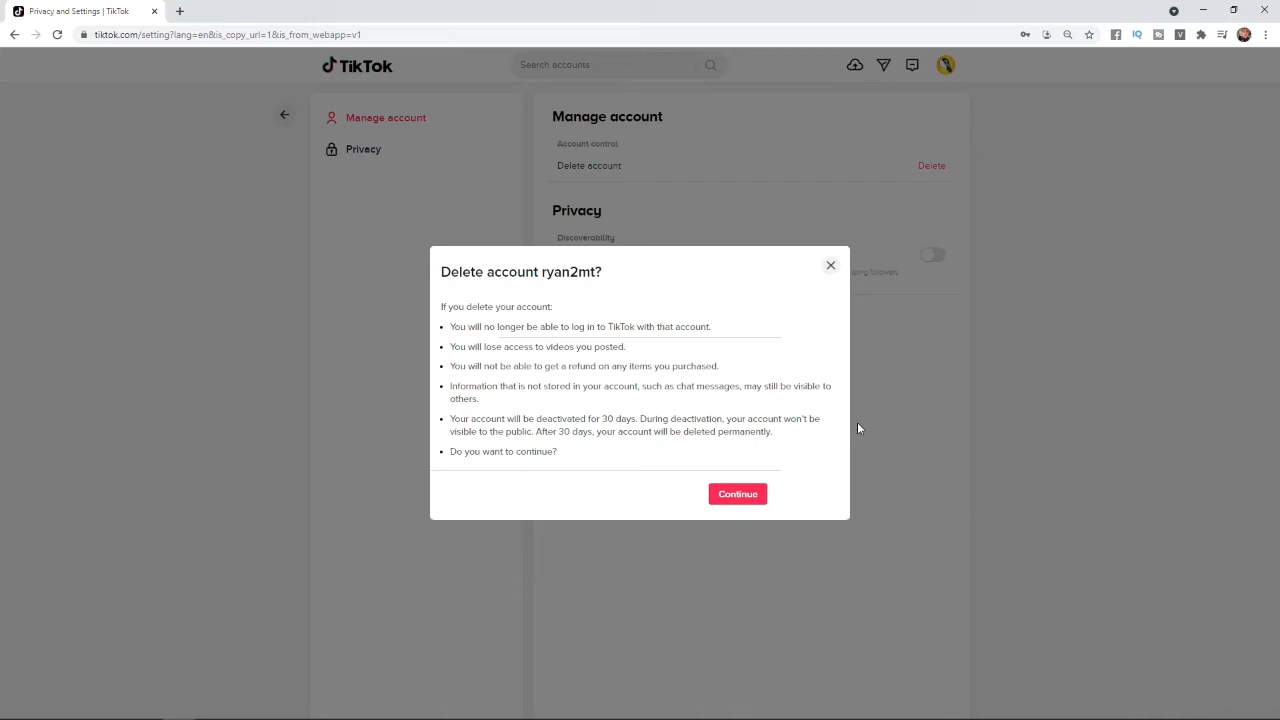 Privacy and Settings | TikTok
tiktok.com/setting?lang=en&is_copy_url=1&is_from_webapp=v1
TikTok
Search accounts
Manage account
Privacy
Manage account
Account control
Delete account
Delete
Privacy
Discoverability
ping followers
Delete account ryan2mt?
If you delete your account:
You will no longer be able to log in to TikTok with that account.
You will lose access to videos you posted.
You will not be able to get a refund on any items you purchased.
Information that is not stored in your account, such as chat messages, may still be visible to
others.
Your account will be deactivated for 30 days. During deactivation, your account won't be
visible to the public. After 30 days, your account will be deleted permanently.
Do you want to continue?
Continue